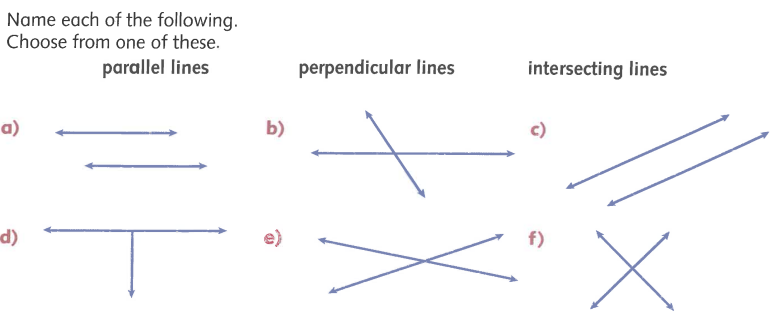 Name each of the following.
Choose from one of these.
parallel lines perpendicular lines intersecting lines
a) b) c)
d) e) f)